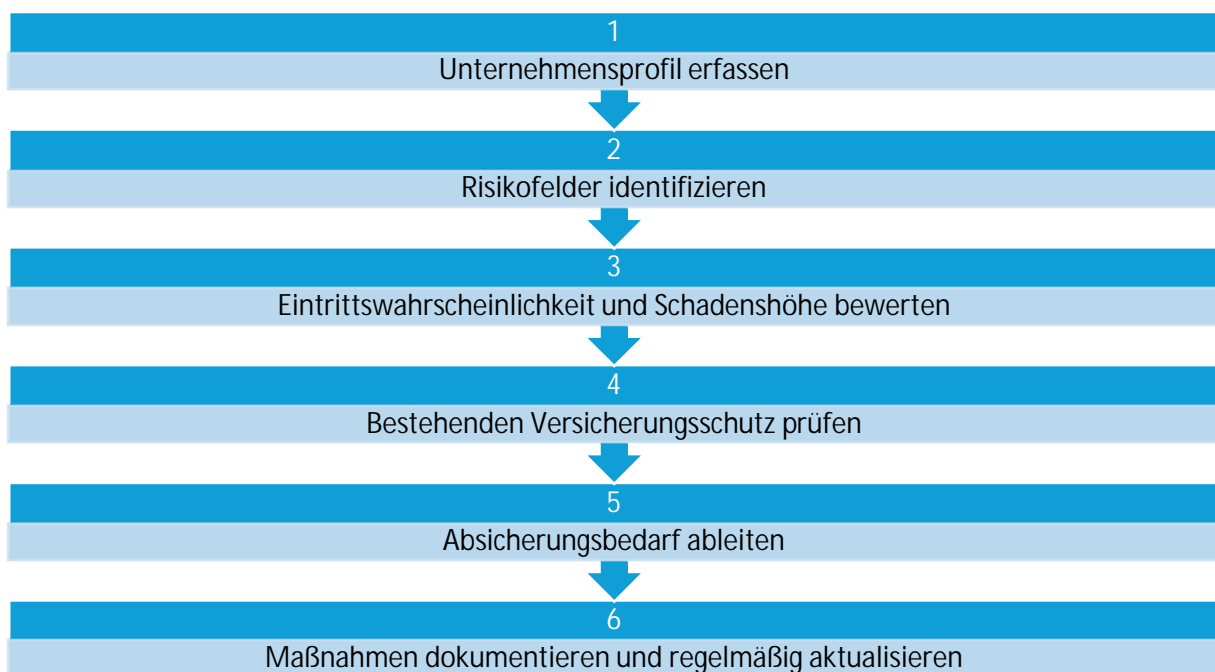 1
Unternehmensprofil erfassen
2
Risikofelder identifizieren
3
Eintrittswahrscheinlichkeit und Schadenshöhe bewerten
4
Bestehenden Versicherungsschutz prüfen
5
Absicherungsbedarf ableiten
6
Maßnahmen dokumentieren und regelmäßig aktualisieren